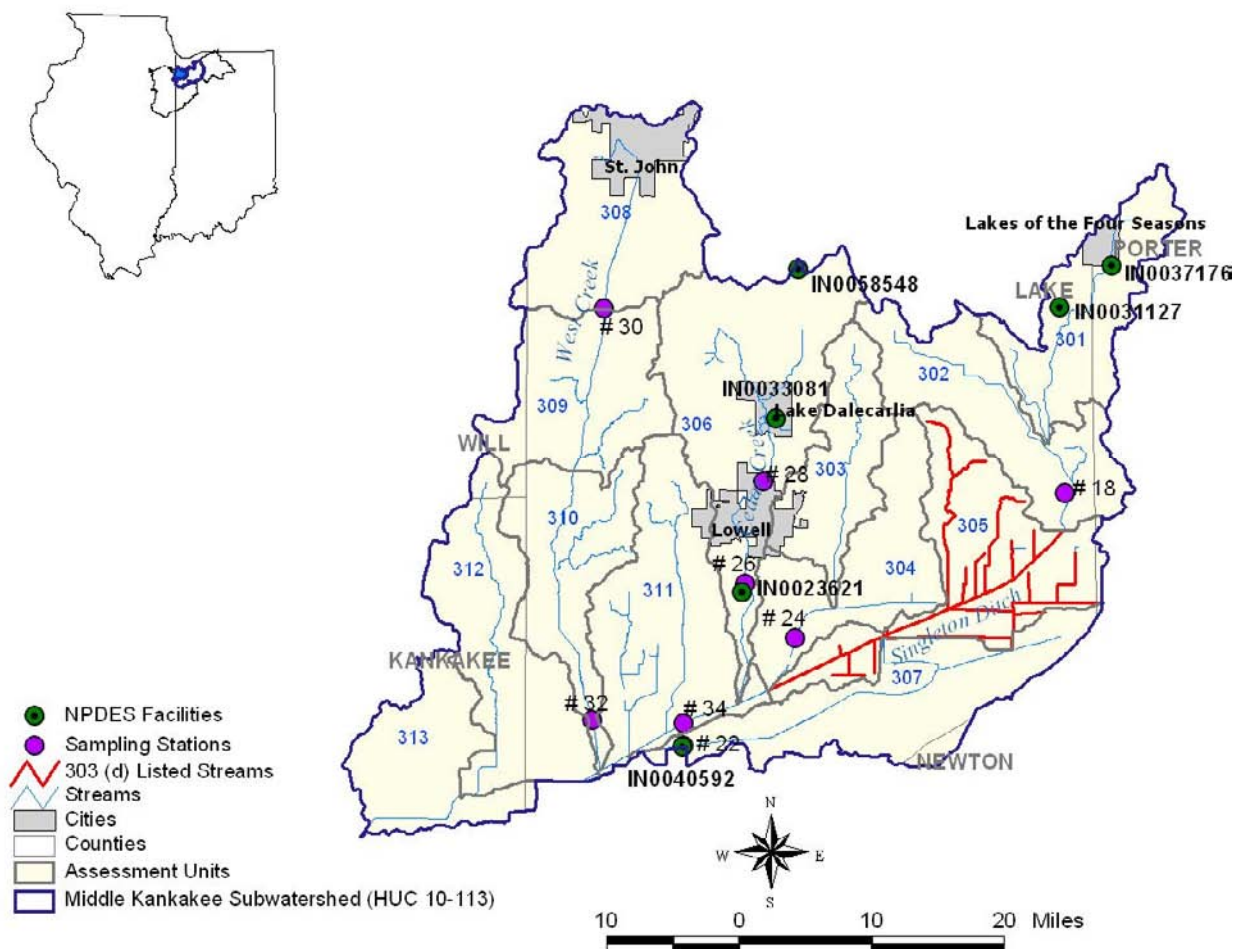 St. John
308
Lakes of the Four Seasons
PORTER
IN0037176
IN0058548
LAKE
IN0031127
301
West Creek
# 30
302
IN0033081
Lake Dalecarlia
309
306
Creek
303
WILL
# 28
# 18
310
Lowell
305
312
311
# 26
IN0023621
304
# 24
Singleton Ditch
KANKAKEE
307
# 32
# 34
313
# 22
NEWTON
IN0040592
NPDES Facilities
Sampling Stations
303 (d) Listed Streams
Streams
Cities
Counties
Assessment Units
Middle Kankakee Subwatershed (HUC 10-113)
N
W
E
S
10 0 10 20 Miles